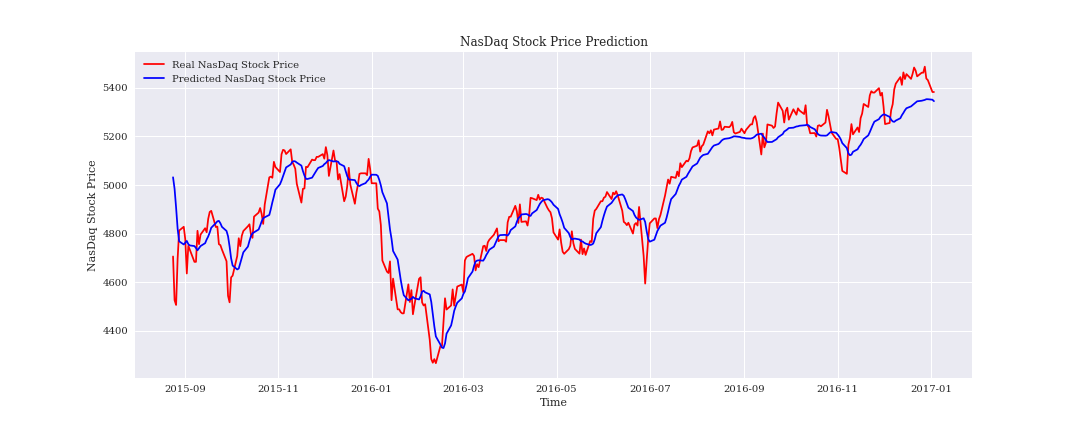 NasDaq Stock Price Prediction
Real NasDaq Stock Price
Predicted NasDaq Stock Price
5400
5200
5000
4800
4600
4400
NasDaq Stock Price
2015-09 2015-11 2016-01 2016-03 2016-05 2016-07 2016-09 2016-11 2017-01
Time